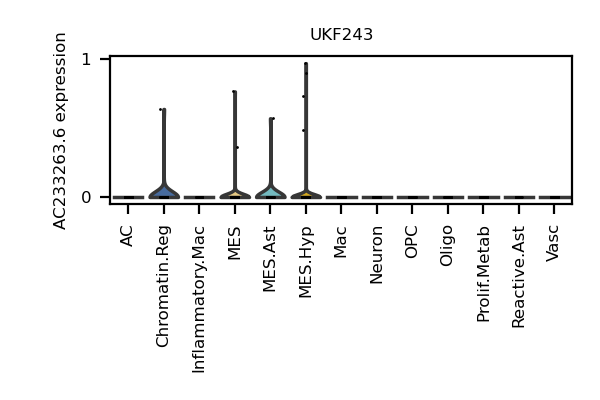 UKF243
AC233263.6 expression
1
0
AC
Chromatin.Reg
Inflammatory.Mac
MES
MES.Ast
MES.Hyp
Mac
Neuron
OPC
Oligo
Prolif.Metab
Reactive.Ast
Vasc